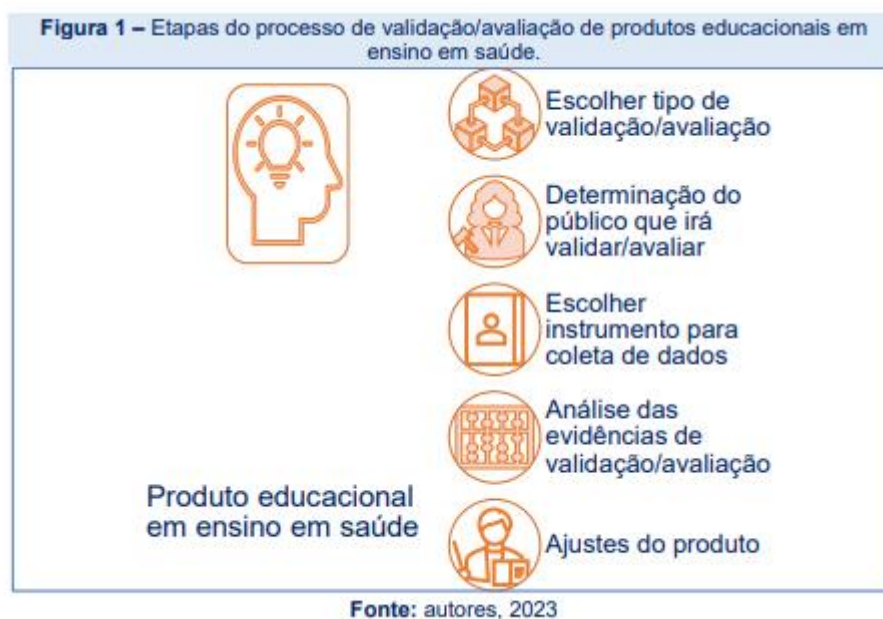 Figura 1 – Etapas do processo de validação/avaliação de produtos educacionais em
ensino em saúde.
Escolher tipo de
validação/avaliação
Determinação do
público que irá
validar/avaliar
Escolher
instrumento para
coleta de dados
Análise das
evidências de
validação/avaliação
Produto educacional
em ensino em saúde
Ajustes do produto
Fonte: autores, 2023